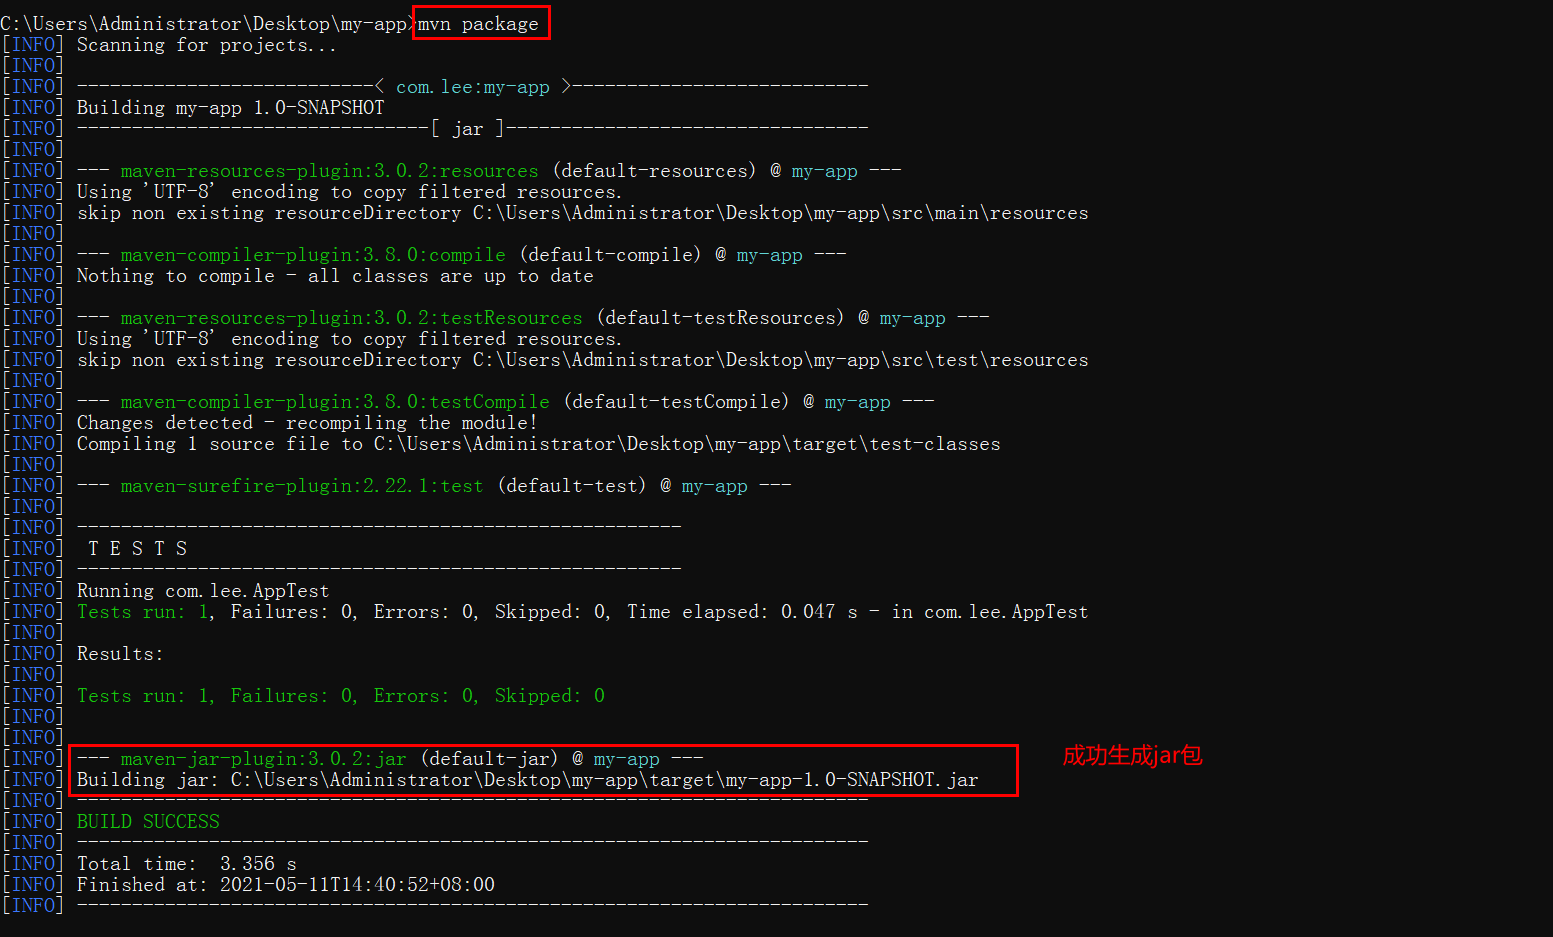 C:\Users\Administrator\Desktop\my-app>mvn package
[INFO] Scanning for projects...
[INFO]
[INFO] ---------------------------< com.lee:my-app >---------------------------
[INFO] Building my-app 1.0-SNAPSHOT
[INFO] --------------------------------[ jar ]---------------------------------
[INFO]
[INFO] --- maven-resources-plugin:3.0.2:resources (default-resources) @ my-app ---
[INFO] Using 'UTF-8' encoding to copy filtered resources.
[INFO] skip non existing resourceDirectory C:\Users\Administrator\Desktop\my-app\src\main\resources
[INFO]
[INFO] --- maven-compiler-plugin:3.8.0:compile (default-compile) @ my-app ---
[INFO] Nothing to compile - all classes are up to date
[INFO]
[INFO] --- maven-resources-plugin:3.0.2:testResources (default-testResources) @ my-app ---
[INFO] Using 'UTF-8' encoding to copy filtered resources.
[INFO] skip non existing resourceDirectory C:\Users\Administrator\Desktop\my-app\src\test\resources
[INFO]
[INFO] --- maven-compiler-plugin:3.8.0:testCompile (default-testCompile) @ my-app ---
[INFO] Changes detected - recompiling the module!
[INFO] Compiling 1 source file to C:\Users\Administrator\Desktop\my-app\target\test-classes
[INFO]
[INFO] --- maven-surefire-plugin:2.22.1:test (default-test) @ my-app ---
[INFO]
[INFO] -------------------------------------------------------
[INFO]  T E S T S
[INFO] -------------------------------------------------------
[INFO] Running com.lee.AppTest
[INFO] Tests run: 1, Failures: 0, Errors: 0, Skipped: 0, Time elapsed: 0.047 s - in com.lee.AppTest
[INFO]
[INFO] Results:
[INFO]
[INFO] Tests run: 1, Failures: 0, Errors: 0, Skipped: 0
[INFO]
[INFO]
[INFO] --- maven-jar-plugin:3.0.2:jar (default-jar) @ my-app ---
成功生成jar包
[INFO] Building jar: C:\Users\Administrator\Desktop\my-app\target\my-app-1.0-SNAPSHOT.jar
[INFO] ------------------------------------------------------------------------
[INFO] BUILD SUCCESS
[INFO] ------------------------------------------------------------------------
[INFO] Total time:  3.356 s
[INFO] Finished at: 2021-05-11T14:40:52+08:00
[INFO] ------------------------------------------------------------------------